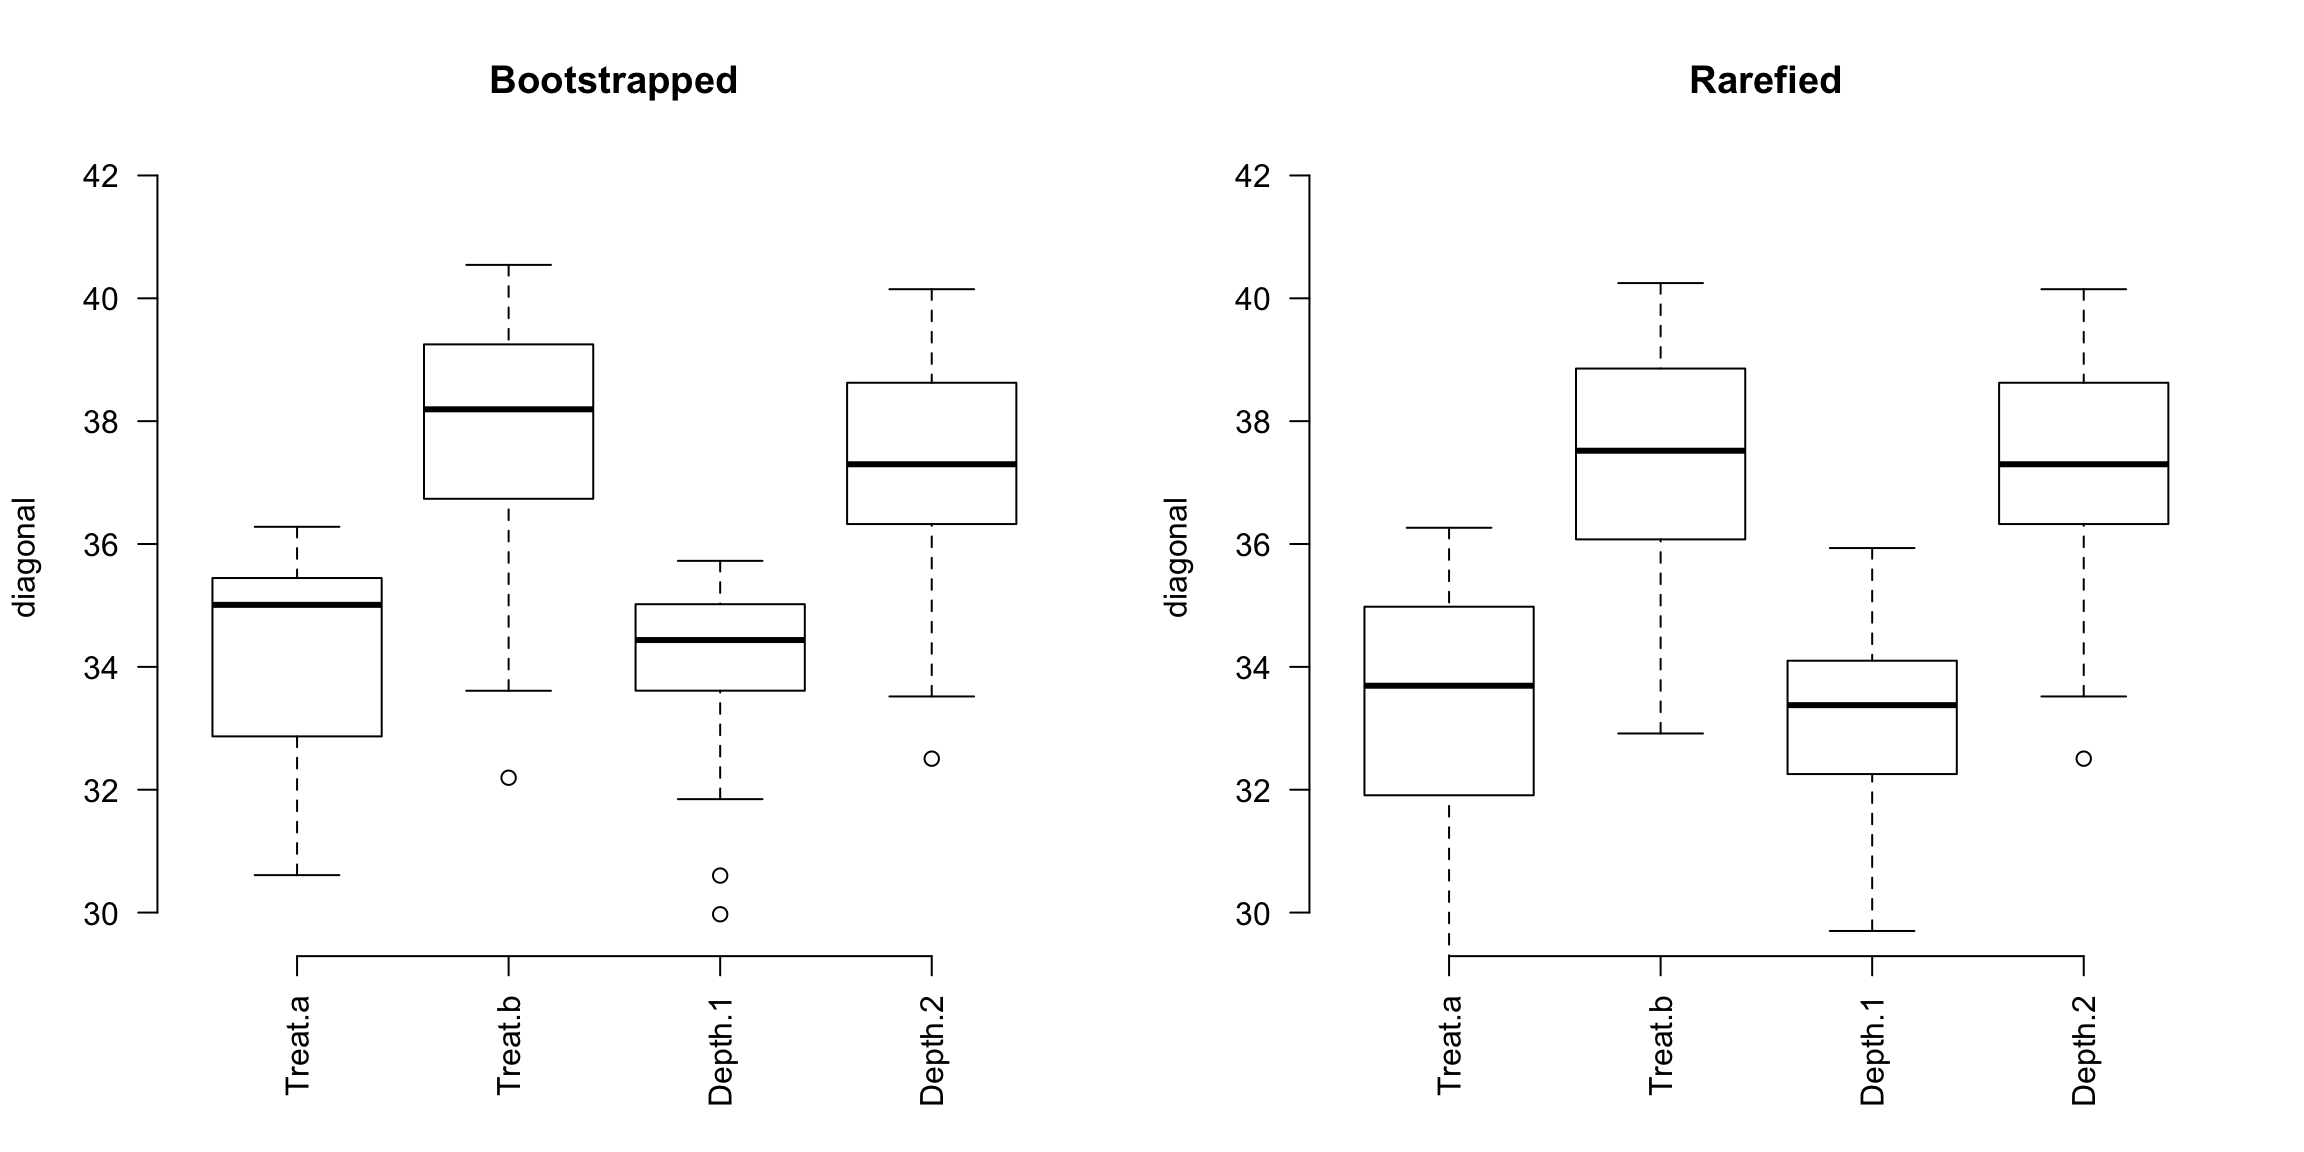 Bootstrapped
diagonal
42
40
38
36
34
32
30
Treat.a
Treat.b
Depth.1
Depth.2
Rarefied
diagonal
42
40
38
36
34
32
30
Treat.a
Treat.b
Depth.1
Depth.2